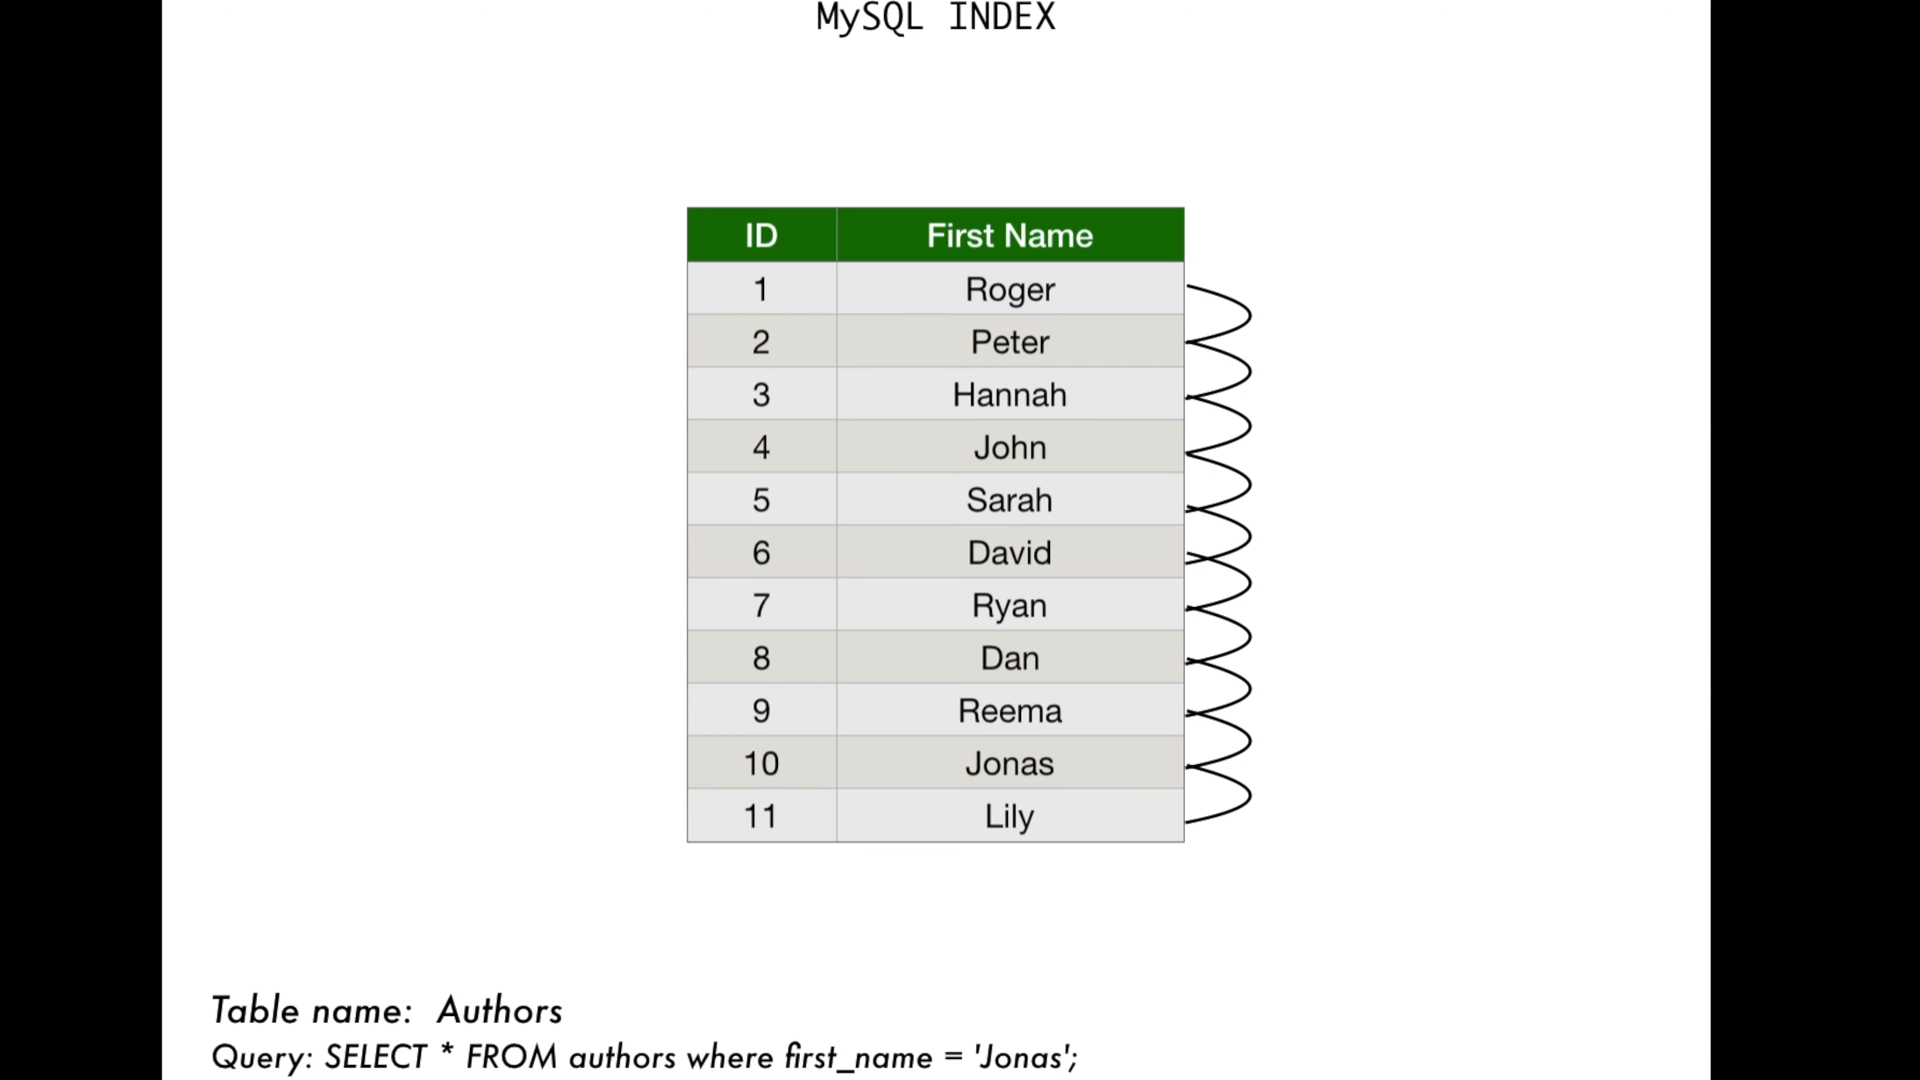 MySQL INDEX
ID First Name
1 Roger
2 Peter
3 Hannah
4 John
5 Sarah
6 David
7 Ryan
8 Dan
9 Reema
10 Jonas
11 Lily
Table name: Authors
Query: SELECT * FROM authors where first_name = 'Jonas';